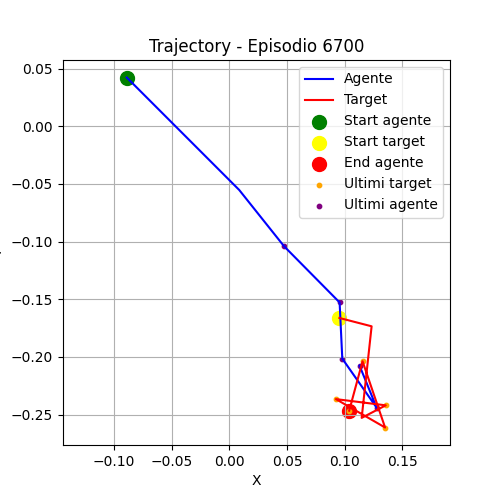 Trajectory - Episodio 6700
Agente
Target
Start agente
Start target
End agente
Ultimi target
Ultimi agente
0.05
0.00
−0.05
−0.10
−0.15
−0.20
−0.25
−0.10
−0.05
0.00
0.05
0.10
0.15
X